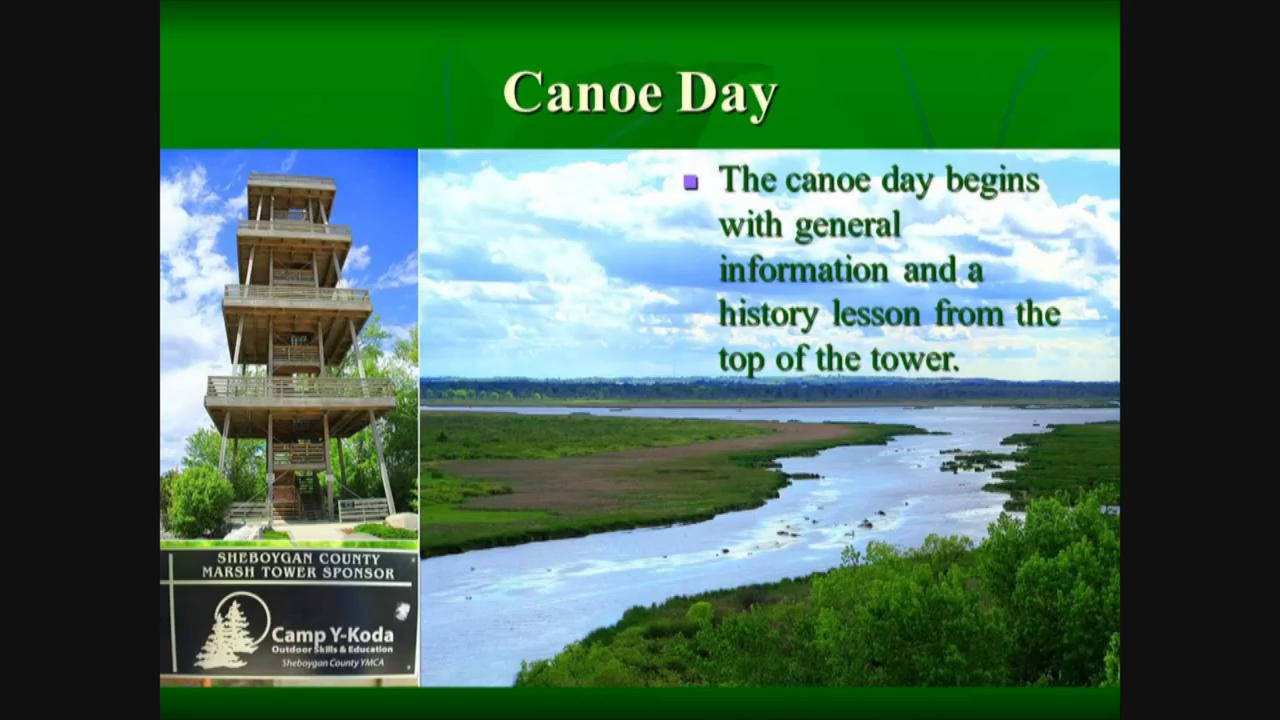 Canoe Day
The canoe day begins
with general
information and a
history lesson from the
top of the tower.
SHEBOYGAN COUNTY
MARSH TOWER SPONSOR
Camp Y-Koda
Outdoor Skills & Education
Sheboygan County YMCA